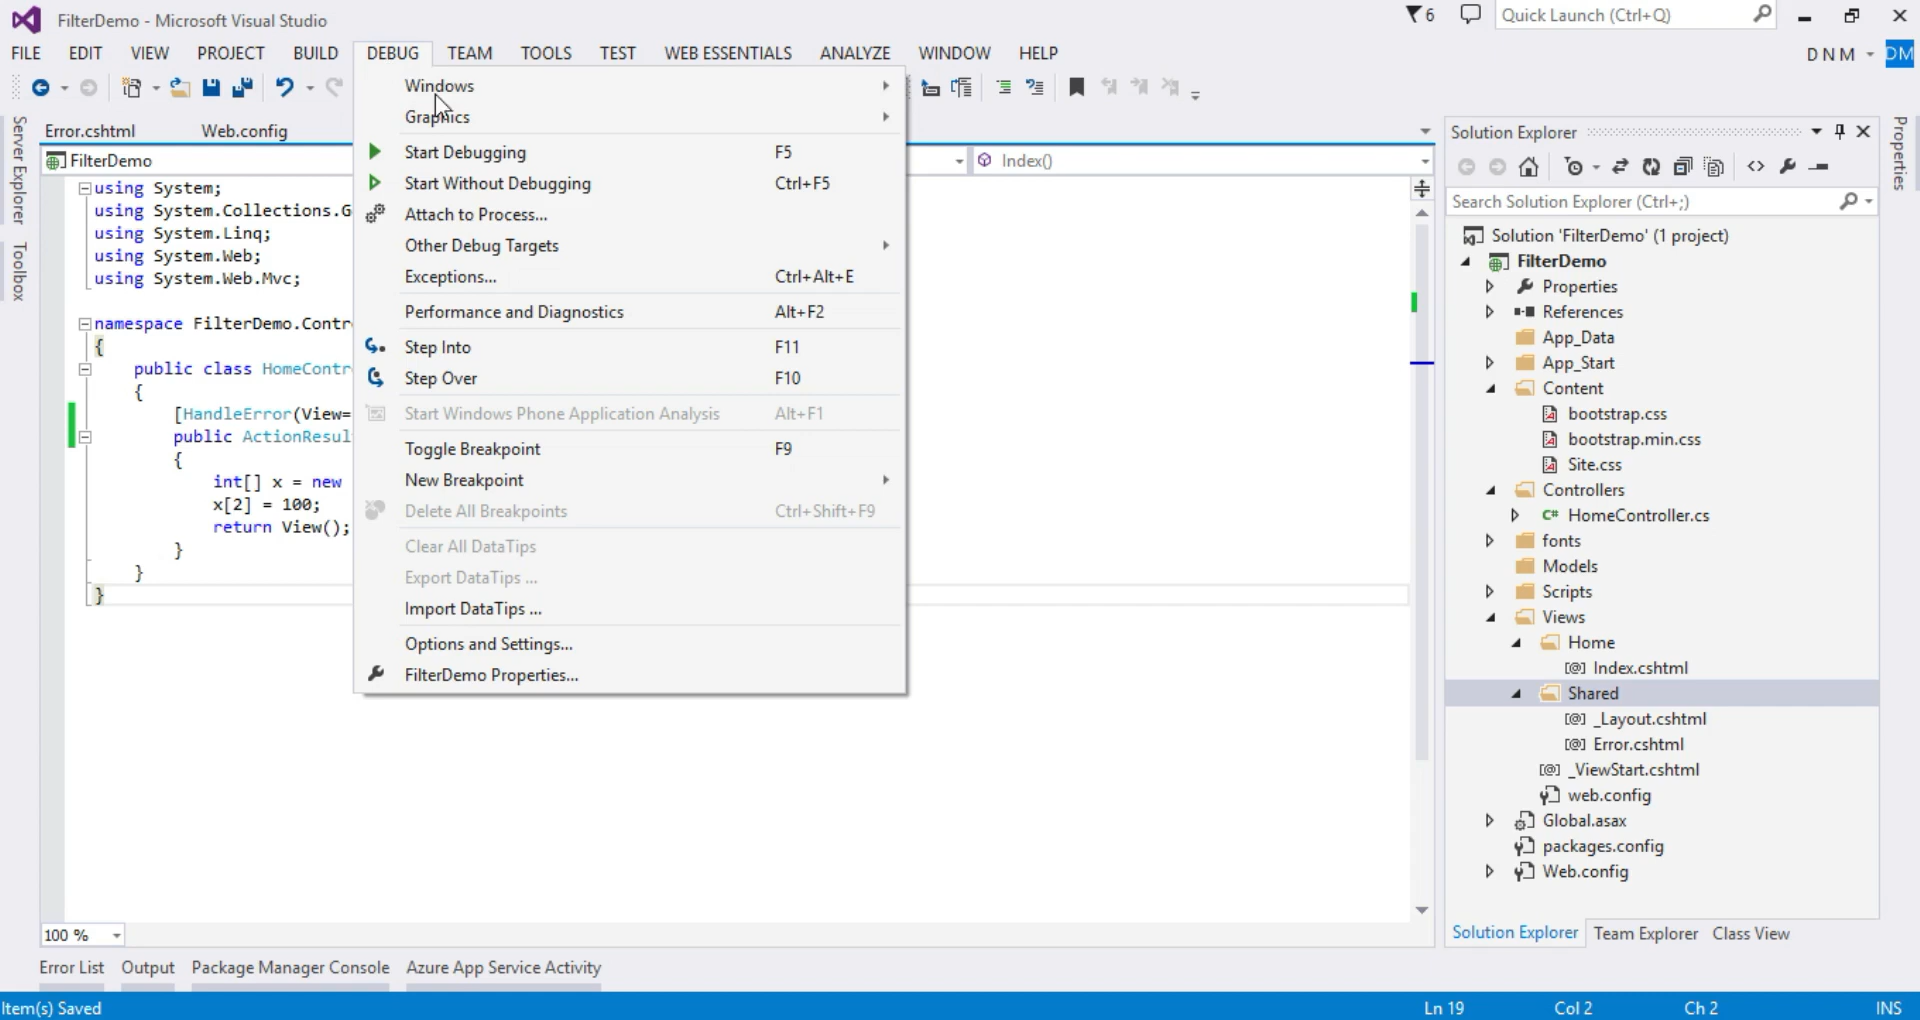 FilterDemo - Microsoft Visual Studio
6
Quick Launch (Ctrl+Q)
FILE EDIT VIEW PROJECT BUILD DEBUG TEAM TOOLS TEST WEB ESSENTIALS ANALYZE WINDOW HELP
D N M
DM
Server Explorer
Toolbox
Error.cshtml Web.config
FilterDemo
Index()
using System;
using System.Collections.G
using System.Linq;
using System.Web;
using System.Web.Mvc;
namespace FilterDemo.Contr
{
public class HomeContr
{
[HandleError(View=
public ActionResul
{
int[] x = new
x[2] = 100;
return View();
}
}
}
Windows
Graphics
Start Debugging F5
Start Without Debugging Ctrl+F5
Attach to Process...
Other Debug Targets
Exceptions... Ctrl+Alt+E
Performance and Diagnostics Alt+F2
Step Into F11
Step Over F10
Start Windows Phone Application Analysis Alt+F1
Toggle Breakpoint F9
New Breakpoint
Delete All Breakpoints Ctrl+Shift+F9
Clear All DataTips
Export DataTips ...
Import DataTips ...
Options and Settings...
FilterDemo Properties...
Solution Explorer
Search Solution Explorer (Ctrl+;)
Solution 'FilterDemo' (1 project)
FilterDemo
Properties
References
App_Data
App_Start
Content
bootstrap.css
bootstrap.min.css
Site.css
Controllers
C# HomeController.cs
fonts
Models
Scripts
Views
Home
[@] Index.cshtml
Shared
[@] _Layout.cshtml
[@] Error.cshtml
[@] _ViewStart.cshtml
web.config
Global.asax
packages.config
Web.config
Solution Explorer Team Explorer Class View
Properties
100 %
Error List Output Package Manager Console Azure App Service Activity
Item(s) Saved Ln 19 Col 2 Ch 2 INS